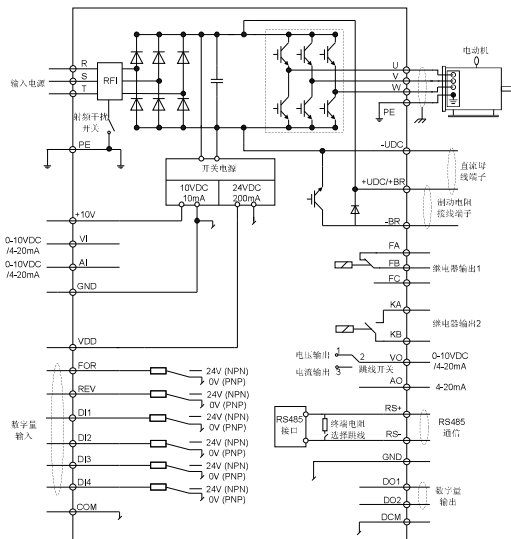 R
S
T
输入电源
RFI
射频干扰
开关
PE
U
V
W
PE
电动机
-UDC
直流母
线端子
+UDC/+BR
制动电阻
接线端子
-BR
开关电源
10VDC
10mA
24VDC
200mA
+10V
0-10VDC
/4-20mA
VI
0-10VDC
/4-20mA
AI
GND
VDD
FA
FB
继电器输出1
FC
KA
继电器输出2
KB
电压输出 1
2
VO
0-10VDC
/4-20mA
跳线开关
电流输出 3
AO
4-20mA
FOR
24V (NPN)
0V (PNP)
REV
24V (NPN)
0V (PNP)
DI1
24V (NPN)
0V (PNP)
数字量
输入
DI2
24V (NPN)
0V (PNP)
DI3
24V (NPN)
0V (PNP)
DI4
24V (NPN)
0V (PNP)
COM
RS485
接口
终端电阻
选择跳线
RS+
RS-
RS485
通信
GND
DO1
DO2
数字量
输出
DCM